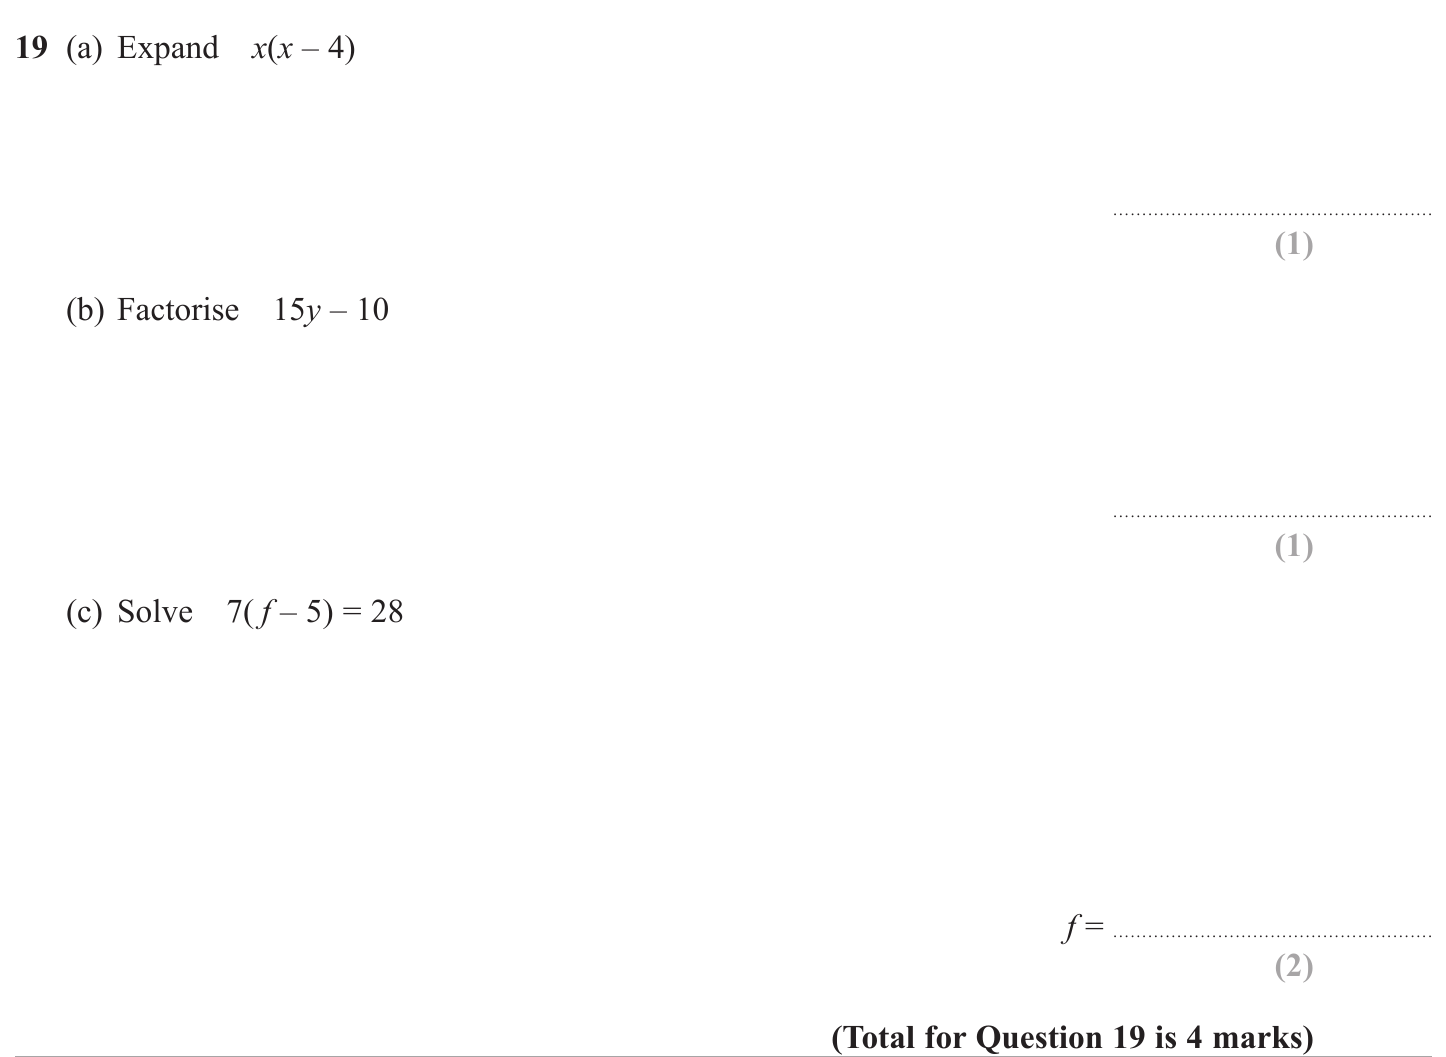 19 (a) Expand x(x – 4)
(1)
(b) Factorise 15y – 10
(1)
(c) Solve 7(f – 5) = 28
f = ......................................................
(2)
(Total for Question 19 is 4 marks)